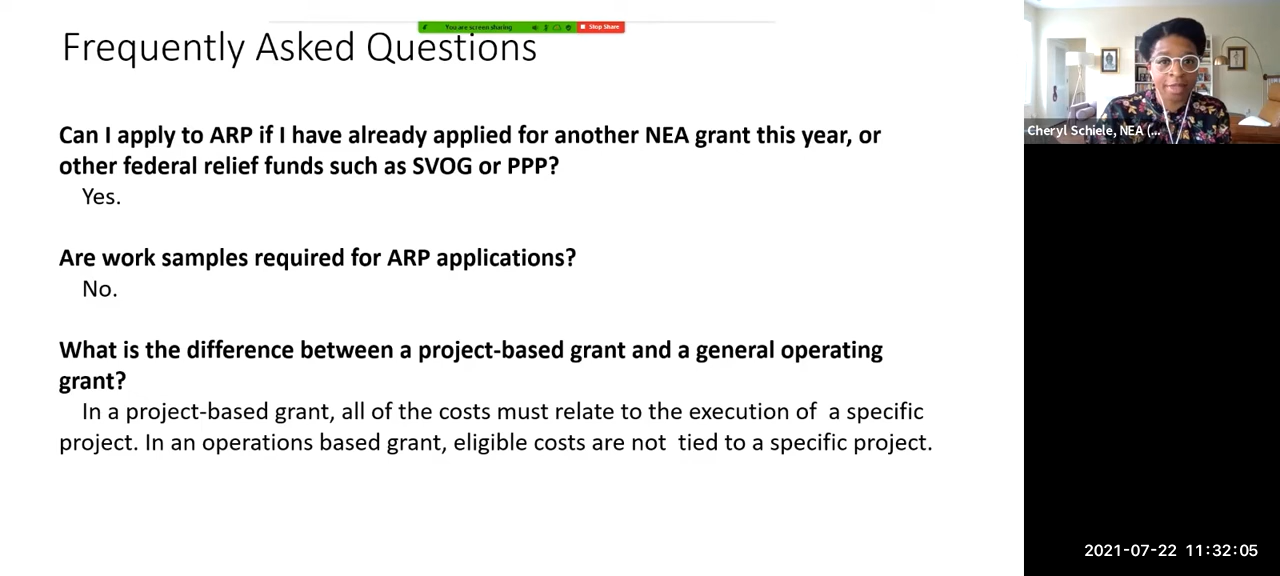 You are screen sharing Stop Share
Frequently Asked Questions
Can I apply to ARP if I have already applied for another NEA grant this year, or
other federal relief funds such as SVOG or PPP?
Yes.
Are work samples required for ARP applications?
No.
What is the difference between a project-based grant and a general operating
grant?
In a project-based grant, all of the costs must relate to the execution of  a specific
project. In an operations based grant, eligible costs are not  tied to a specific project.
Cheryl Schiele, NEA (...
2021-07-22 11:32:05